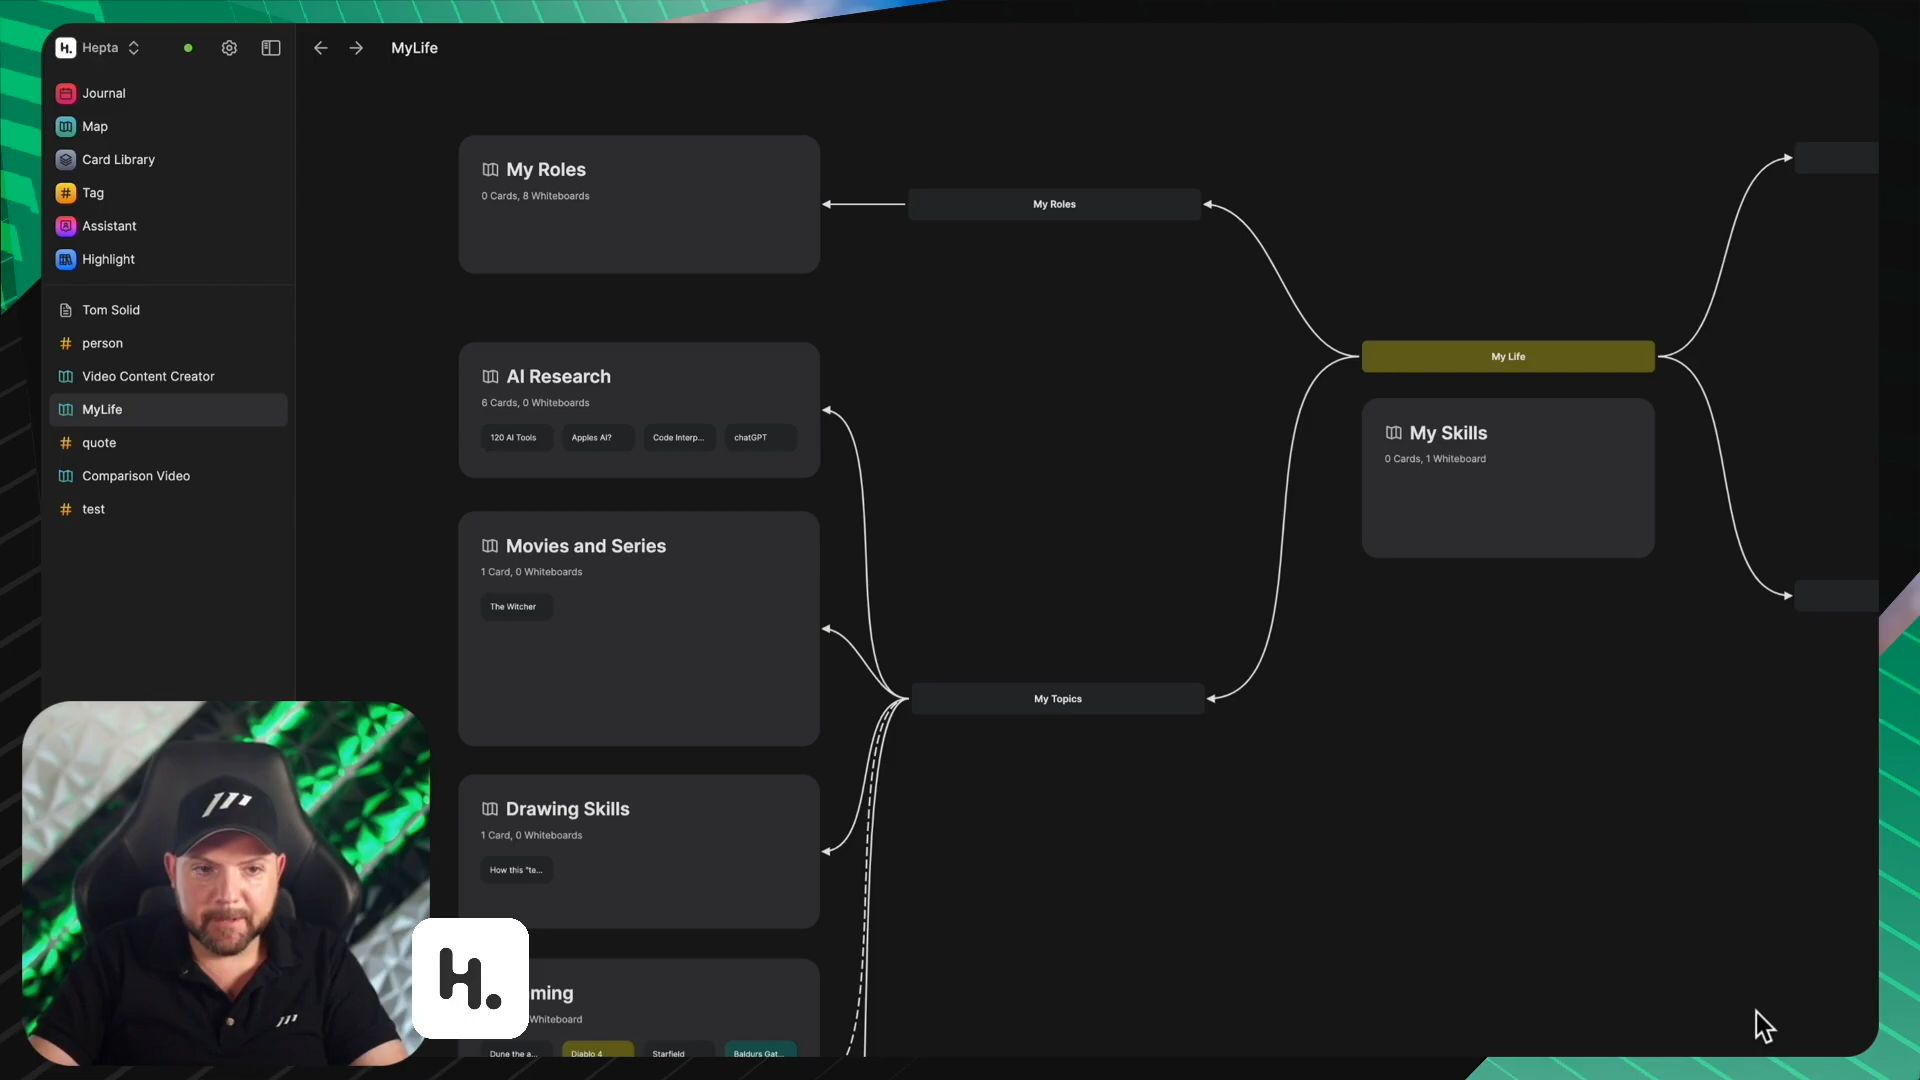 H. Hepta
MyLife
Journal
Map
Card Library
Tag
Assistant
Highlight
Tom Solid
# person
Video Content Creator
MyLife
# quote
Comparison Video
# test
My Roles
0 Cards, 8 Whiteboards
My Roles
AI Research
6 Cards, 0 Whiteboards
120 AI Tools
Apples AI?
Code Interp...
chatGPT
Movies and Series
1 Card, 0 Whiteboards
The Witcher
My Topics
Drawing Skills
1 Card, 0 Whiteboards
How this "te...
ming
Whiteboard
Dune the a...
Diablo 4
Starfield
Baldurs Gat...
My Life
My Skills
0 Cards, 1 Whiteboard
H.